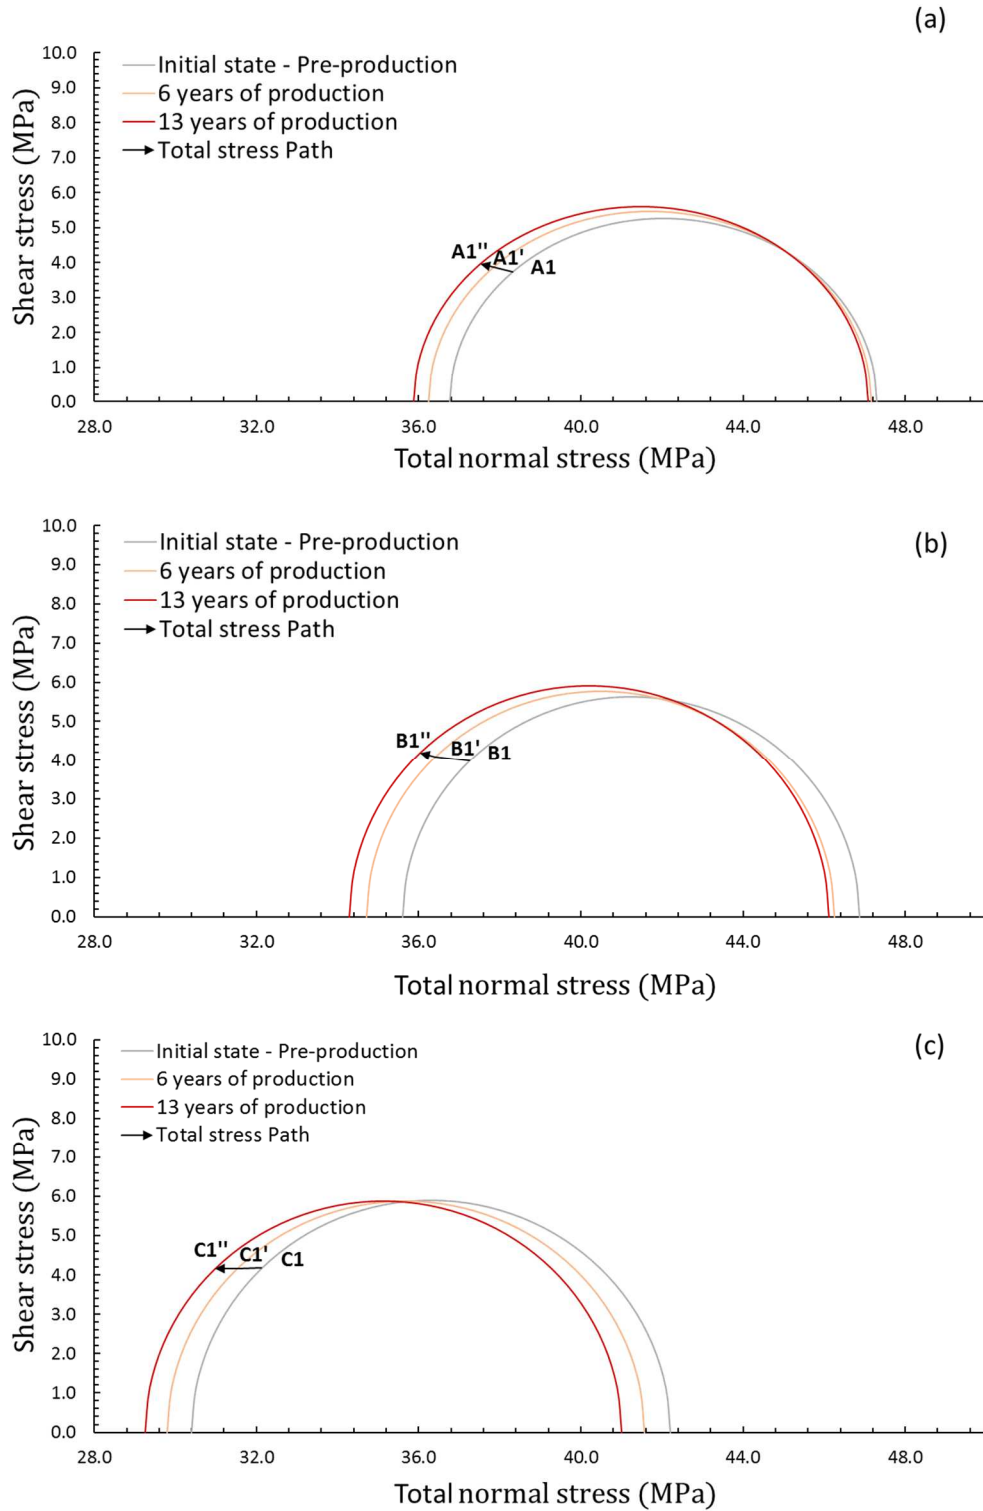 (a)
10.0
9.0
8.0
7.0
6.0
5.0
4.0
3.0
2.0
1.0
0.0
Shear stress (MPa)
Initial state - Pre-production
6 years of production
13 years of production
Total stress Path
A1'' A1' A1
28.0 32.0 36.0 40.0 44.0 48.0
Total normal stress (MPa)
(b)
10.0
9.0
8.0
7.0
6.0
5.0
4.0
3.0
2.0
1.0
0.0
Shear stress (MPa)
Initial state - Pre-production
6 years of production
13 years of production
Total stress Path
B1'' B1' B1
28.0 32.0 36.0 40.0 44.0 48.0
Total normal stress (MPa)
(c)
10.0
9.0
8.0
7.0
6.0
5.0
4.0
3.0
2.0
1.0
0.0
Shear stress (MPa)
Initial state - Pre-production
6 years of production
13 years of production
Total stress Path
C1'' C1' C1
28.0 32.0 36.0 40.0 44.0 48.0
Total normal stress (MPa)